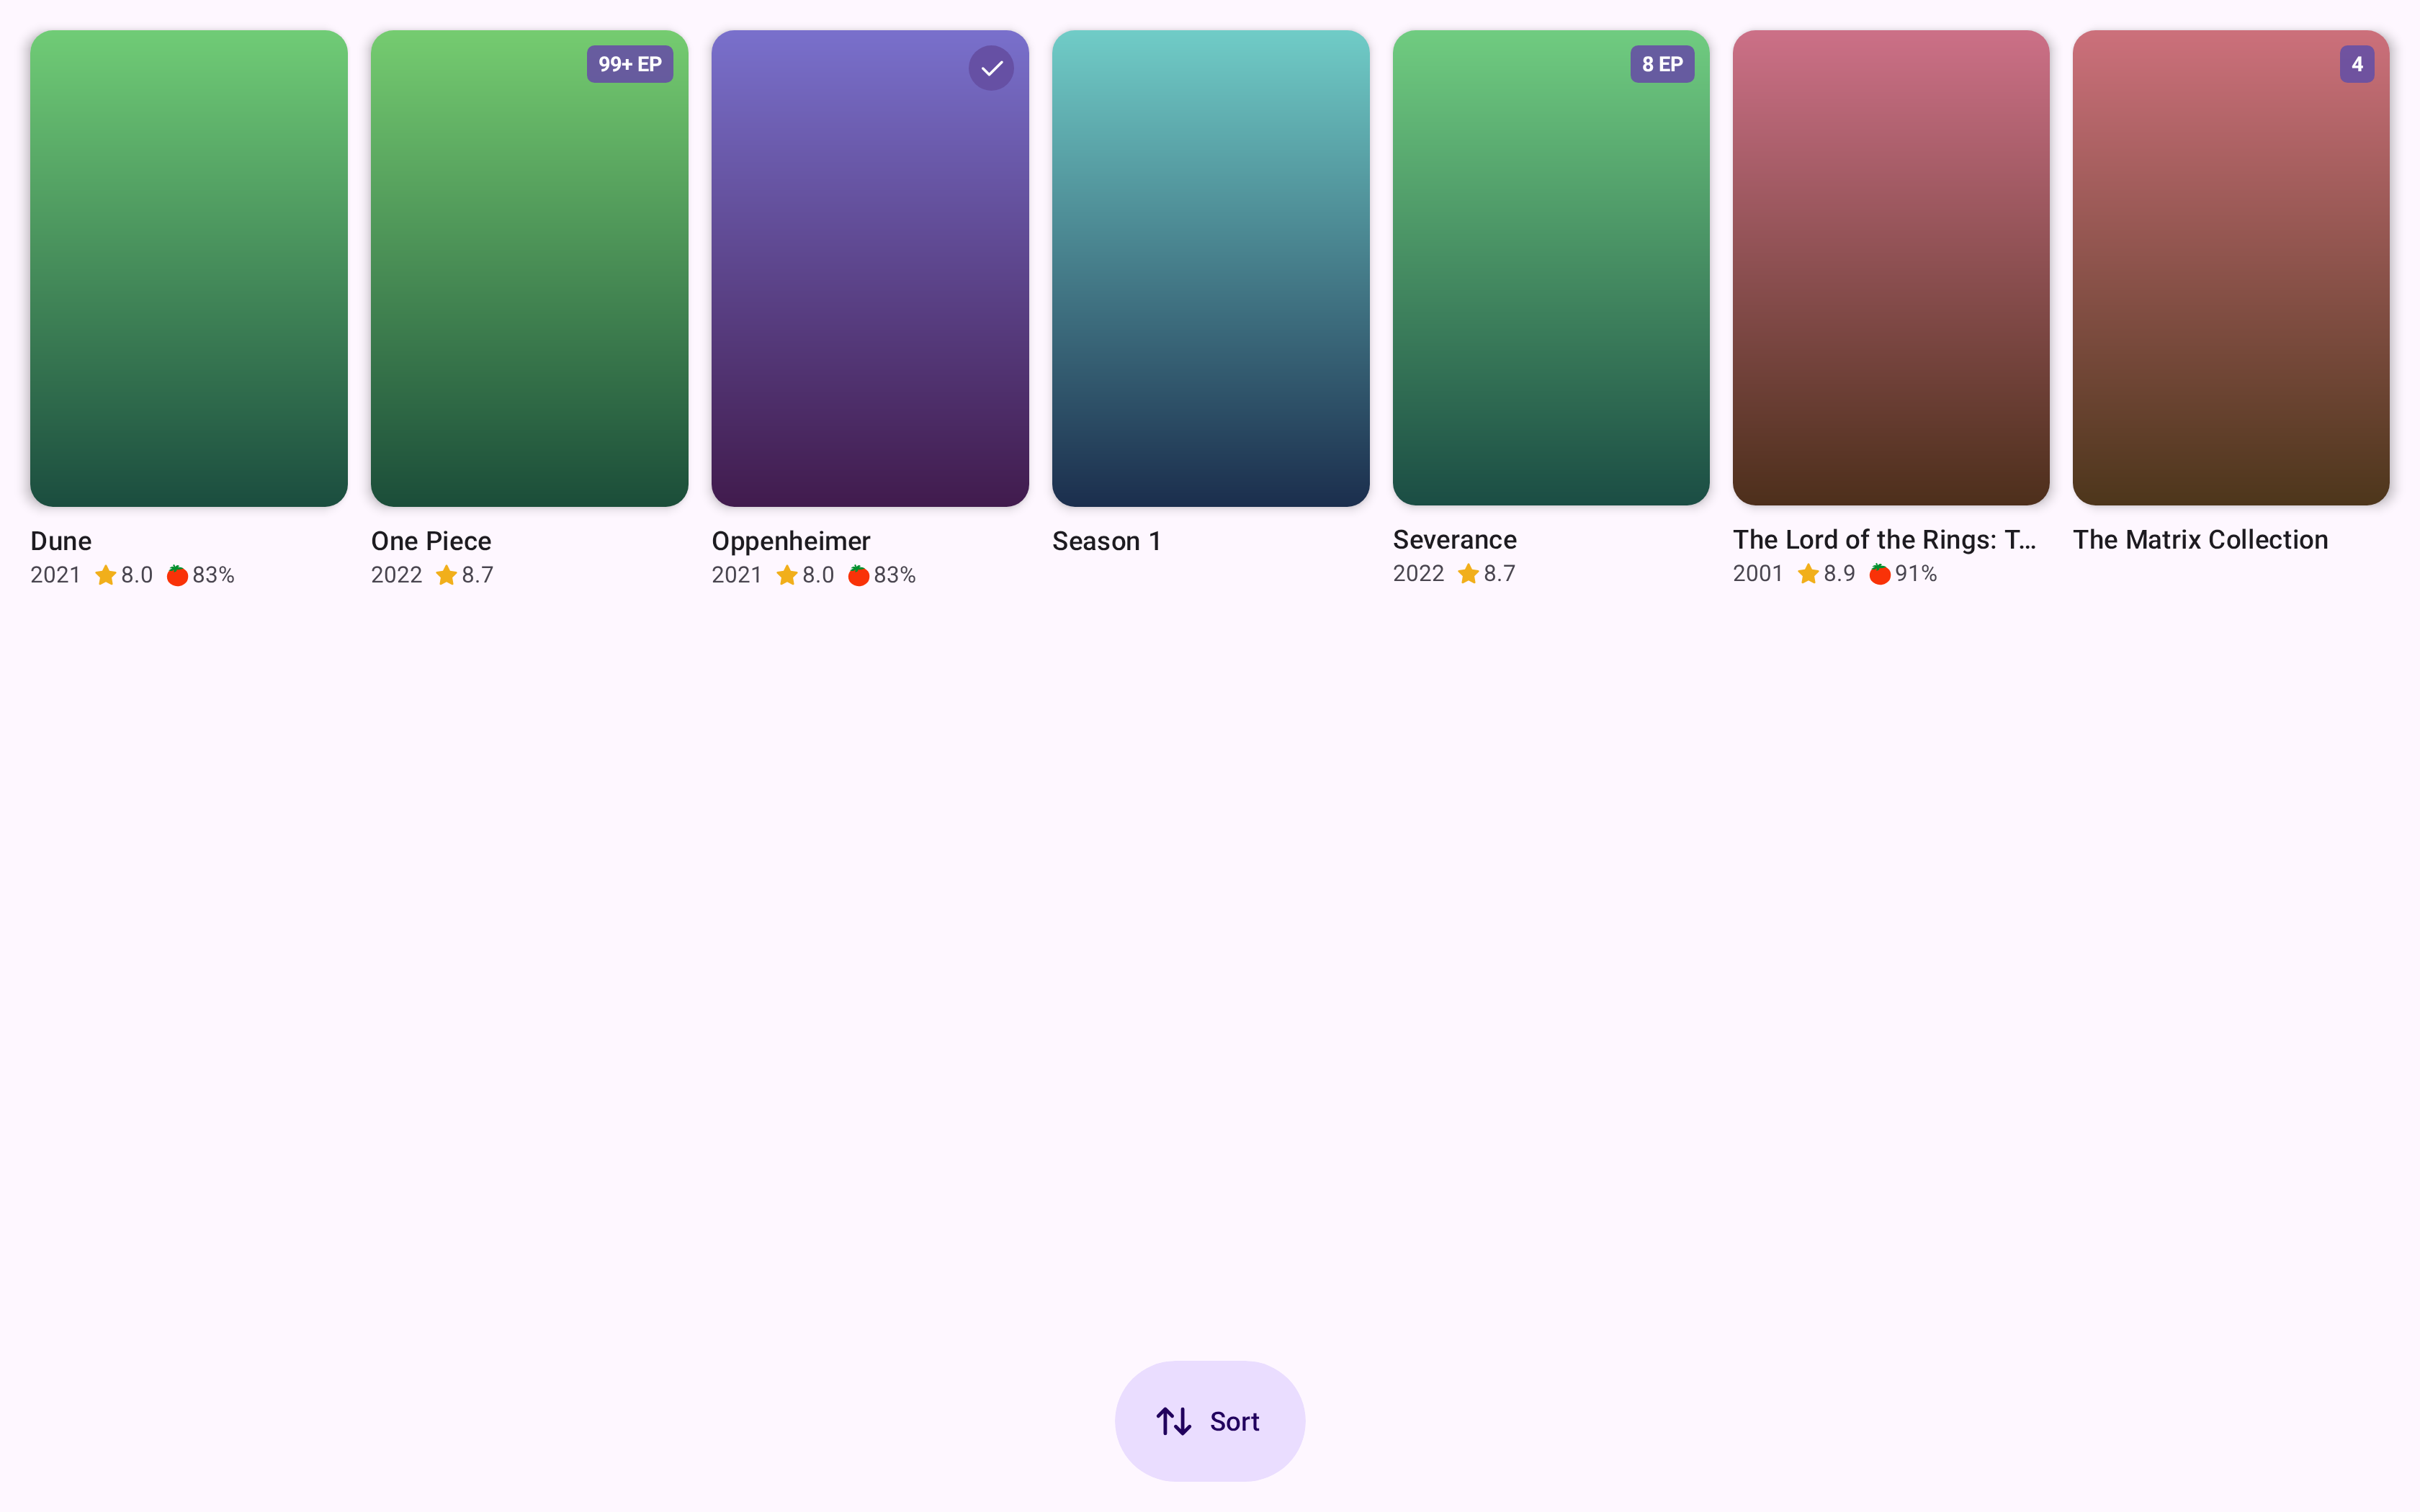 99+ EP
8 EP
4
Dune
2021 8.0 83%
One Piece
2022 8.7
Oppenheimer
2021 8.0 83%
Season 1
Severance
2022 8.7
The Lord of the Rings: T...
2001 8.9 91%
The Matrix Collection
Sort